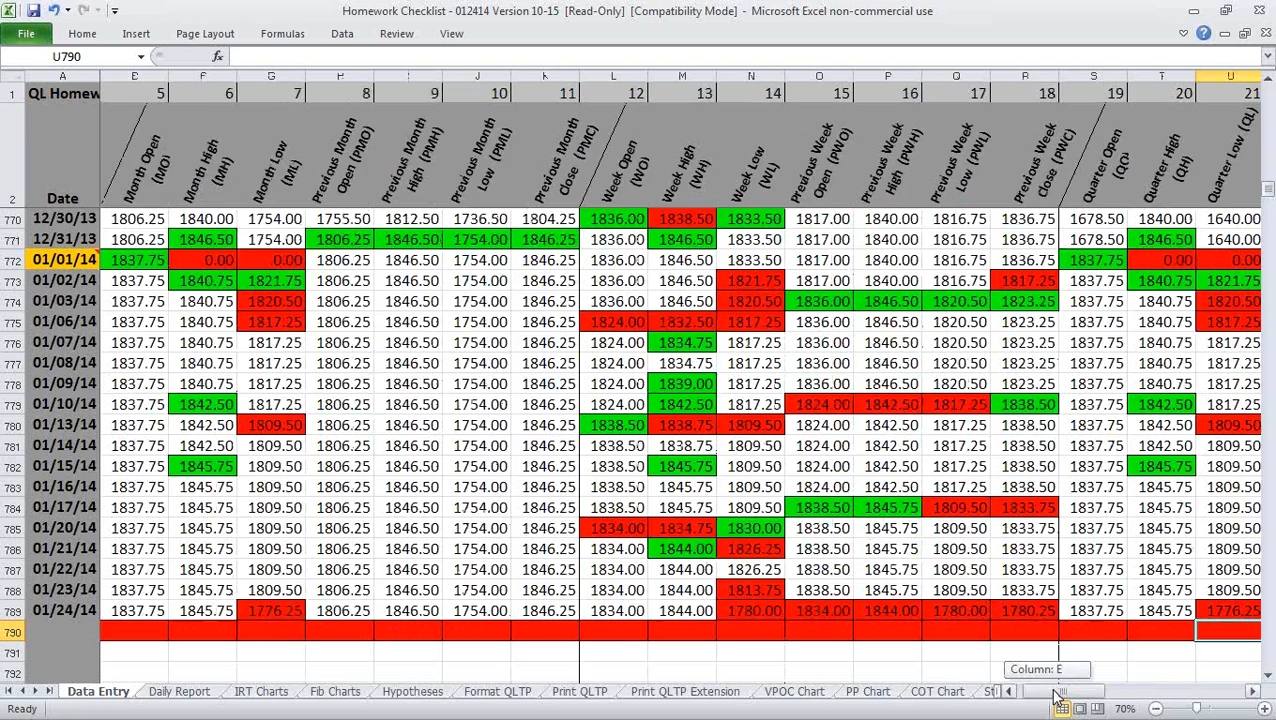 Homework Checklist - 012414 Version 10-15 [Read-Only] [Compatibility Mode] - Microsoft Excel non-commercial use
File Home Insert Page Layout Formulas Data Review View
U790 fx
A E F G H I J K L M N O P Q R S T U
1 QL Homew 5 6 7 8 9 10 11 12 13 14 15 16 17 18 19 20 21
2 Date Month Open (MO) Month High (MH) Month Low (ML) Previous Month Open (PMO) Previous Month High (PMH) Previous Month Low (PML) Previous Month Close (PMC) Week Open (WO) Week High (WH) Week Low (WL) Previous Week Open (PWO) Previous Week High (PWH) Previous Week Low (PWL) Previous Week Close (PWC) Quarter Open (QO) Quarter High (QH) Quarter Low (QL)
770 12/30/13 1806.25 1840.00 1754.00 1755.50 1812.50 1736.50 1804.25 1836.00 1838.50 1833.50 1817.00 1840.00 1816.75 1836.75 1678.50 1840.00 1640.00
771 12/31/13 1806.25 1846.50 1754.00 1806.25 1846.50 1754.00 1846.25 1836.00 1846.50 1833.50 1817.00 1840.00 1816.75 1836.75 1678.50 1846.50 1640.00
772 01/01/14 1837.75 0.00 0.00 1806.25 1846.50 1754.00 1846.25 1836.00 1846.50 1833.50 1817.00 1840.00 1816.75 1836.75 1837.75 0.00 0.00
773 01/02/14 1837.75 1840.75 1821.75 1806.25 1846.50 1754.00 1846.25 1836.00 1846.50 1821.75 1817.00 1840.00 1816.75 1817.25 1837.75 1840.75 1821.75
774 01/03/14 1837.75 1840.75 1820.50 1806.25 1846.50 1754.00 1846.25 1836.00 1846.50 1820.50 1836.00 1846.50 1820.50 1823.25 1837.75 1840.75 1820.50
775 01/06/14 1837.75 1840.75 1817.25 1806.25 1846.50 1754.00 1846.25 1824.00 1832.50 1817.25 1836.00 1846.50 1820.50 1823.25 1837.75 1840.75 1817.25
776 01/07/14 1837.75 1840.75 1817.25 1806.25 1846.50 1754.00 1846.25 1824.00 1834.75 1817.25 1836.00 1846.50 1820.50 1823.25 1837.75 1840.75 1817.25
777 01/08/14 1837.75 1840.75 1817.25 1806.25 1846.50 1754.00 1846.25 1824.00 1834.75 1817.25 1836.00 1846.50 1820.50 1823.25 1837.75 1840.75 1817.25
778 01/09/14 1837.75 1840.75 1817.25 1806.25 1846.50 1754.00 1846.25 1824.00 1839.00 1817.25 1836.00 1846.50 1820.50 1823.25 1837.75 1840.75 1817.25
779 01/10/14 1837.75 1842.50 1817.25 1806.25 1846.50 1754.00 1846.25 1824.00 1842.50 1817.25 1824.00 1842.50 1817.25 1838.50 1837.75 1842.50 1817.25
780 01/13/14 1837.75 1842.50 1809.50 1806.25 1846.50 1754.00 1846.25 1838.50 1838.75 1809.50 1824.00 1842.50 1817.25 1838.50 1837.75 1842.50 1809.50
781 01/14/14 1837.75 1842.50 1809.50 1806.25 1846.50 1754.00 1846.25 1838.50 1838.75 1809.50 1824.00 1842.50 1817.25 1838.50 1837.75 1842.50 1809.50
782 01/15/14 1837.75 1845.75 1809.50 1806.25 1846.50 1754.00 1846.25 1838.50 1845.75 1809.50 1824.00 1842.50 1817.25 1838.50 1837.75 1845.75 1809.50
783 01/16/14 1837.75 1845.75 1809.50 1806.25 1846.50 1754.00 1846.25 1838.50 1845.75 1809.50 1824.00 1842.50 1817.25 1838.50 1837.75 1845.75 1809.50
784 01/17/14 1837.75 1845.75 1809.50 1806.25 1846.50 1754.00 1846.25 1838.50 1845.75 1809.50 1838.50 1845.75 1809.50 1833.75 1837.75 1845.75 1809.50
785 01/20/14 1837.75 1845.75 1809.50 1806.25 1846.50 1754.00 1846.25 1834.00 1834.75 1830.00 1838.50 1845.75 1809.50 1833.75 1837.75 1845.75 1809.50
786 01/21/14 1837.75 1845.75 1809.50 1806.25 1846.50 1754.00 1846.25 1834.00 1844.00 1826.25 1838.50 1845.75 1809.50 1833.75 1837.75 1845.75 1809.50
787 01/22/14 1837.75 1845.75 1809.50 1806.25 1846.50 1754.00 1846.25 1834.00 1844.00 1826.25 1838.50 1845.75 1809.50 1833.75 1837.75 1845.75 1809.50
788 01/23/14 1837.75 1845.75 1809.50 1806.25 1846.50 1754.00 1846.25 1834.00 1844.00 1813.75 1838.50 1845.75 1809.50 1833.75 1837.75 1845.75 1809.50
789 01/24/14 1837.75 1845.75 1776.25 1806.25 1846.50 1754.00 1846.25 1834.00 1844.00 1780.00 1834.00 1844.00 1780.00 1780.25 1837.75 1845.75 1776.25
790
791
792
Column: E
Data Entry Daily Report IRT Charts Fib Charts Hypotheses Format QLTP Print QLTP Print QLTP Extension VPOC Chart PP Chart COT Chart St
Ready 70%